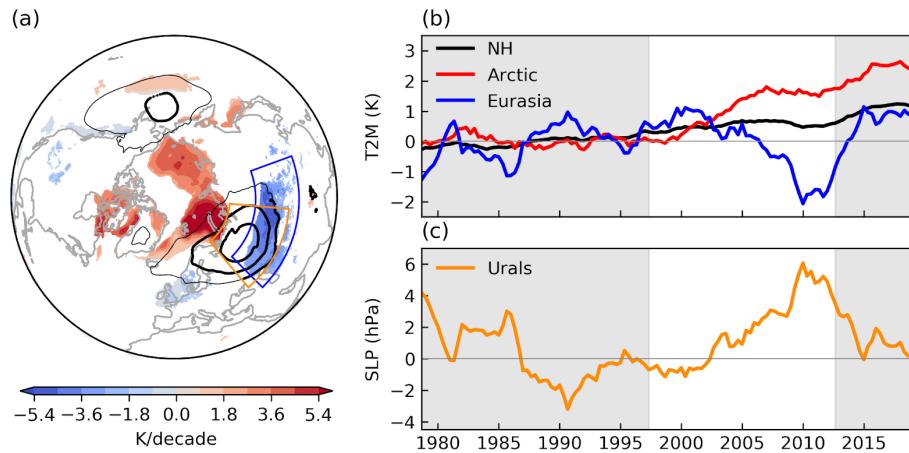 (a)
−5.4 −3.6 −1.8 0.0 1.8 3.6 5.4
K/decade
(b)
NH
Arctic
Eurasia
T2M (K)
3
2
1
0
−1
−2
(c)
Urals
SLP (hPa)
6
4
2
0
−2
−4
1980 1985 1990 1995 2000 2005 2010 2015